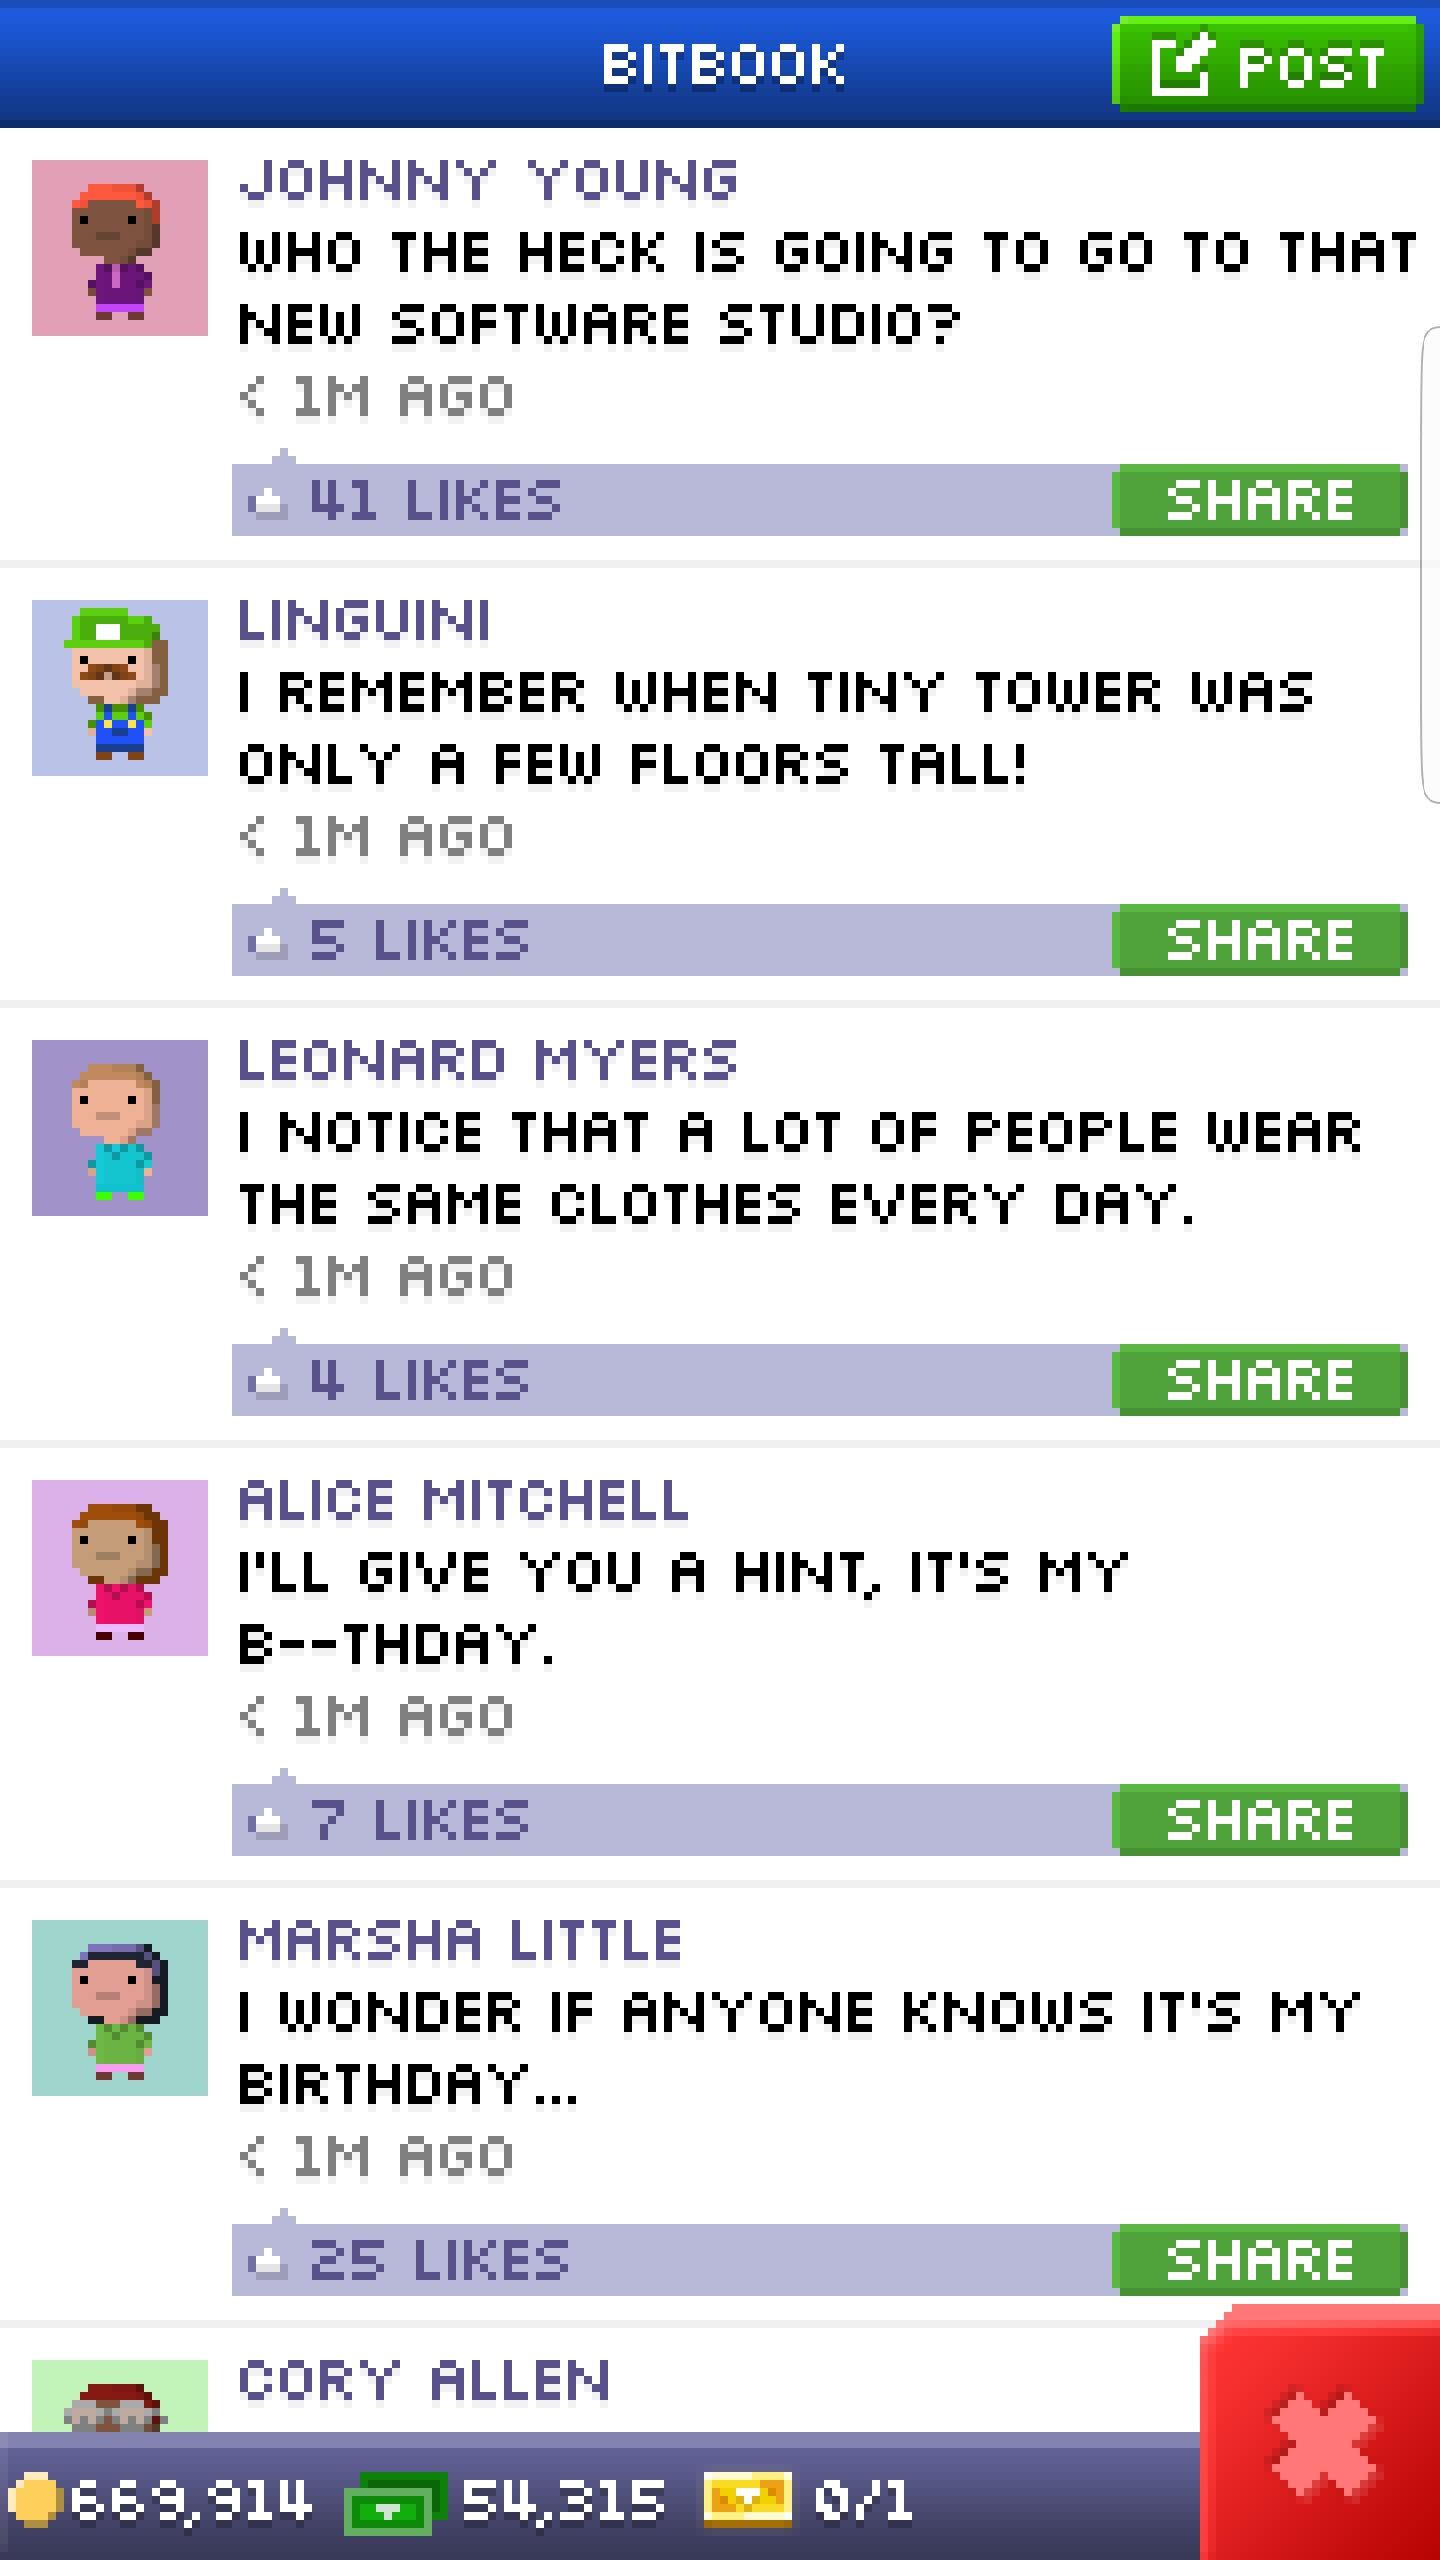 BITBOOK
POST
JOHNNY YOUNG
WHO THE HECK IS GOING TO GO TO THAT
NEW SOFTWARE STUDIO?
< 1M AGO
41 LIKES
SHARE
LINGUINI
I REMEMBER WHEN TINY TOWER WAS
ONLY A FEW FLOORS TALL!
< 1M AGO
5 LIKES
SHARE
LEONARD MYERS
I NOTICE THAT A LOT OF PEOPLE WEAR
THE SAME CLOTHES EVERY DAY.
< 1M AGO
4 LIKES
SHARE
ALICE MITCHELL
I'LL GIVE YOU A HINT, IT'S MY
B--THDAY.
< 1M AGO
7 LIKES
SHARE
MARSHA LITTLE
I WONDER IF ANYONE KNOWS IT'S MY
BIRTHDAY...
< 1M AGO
25 LIKES
SHARE
CORY ALLEN
669,914 54,315 0/1